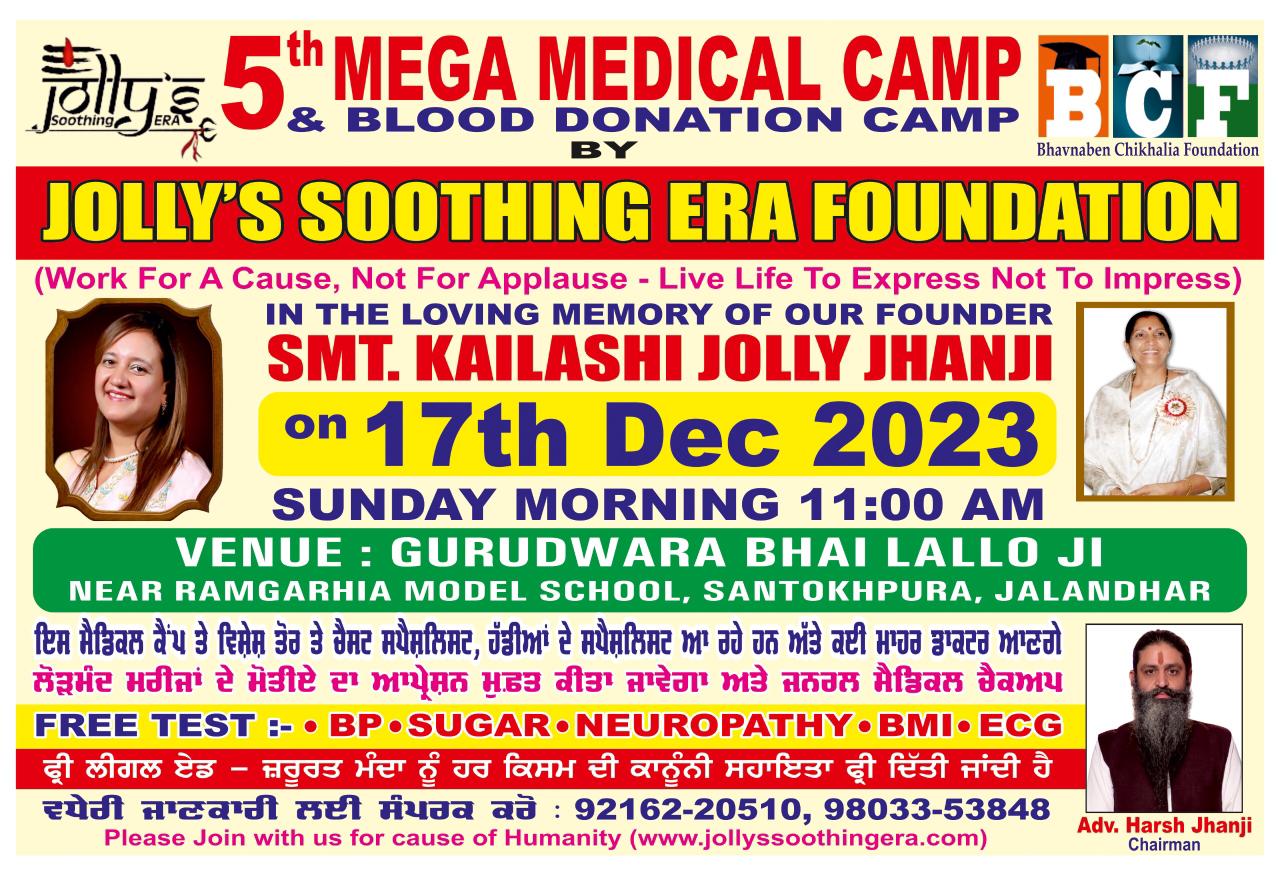 Jolly's
Soothing ERA
5th MEGA MEDICAL CAMP
& BLOOD DONATION CAMP
BY
BCF
Bhavnaben Chikhalia Foundation
JOLLY'S SOOTHING ERA FOUNDATION
(Work For A Cause, Not For Applause - Live Life To Express Not To Impress)
IN THE LOVING MEMORY OF OUR FOUNDER
SMT. KAILASHI JOLLY JHANJI
on 17th Dec 2023
SUNDAY MORNING 11:00 AM
VENUE : GURUDWARA BHAI LALLO JI
NEAR RAMGARHIA MODEL SCHOOL, SANTOKHPURA, JALANDHAR
ਇਸ ਮੈਡਿਕਲ ਕੈਂਪ ਤੇ ਵਿਸ਼ੇਸ਼ ਤੋਰ ਤੇ ਚੈਸਟ ਸਪੈਸ਼ਲਿਸਟ, ਹੱਡੀਆਂ ਦੇ ਸਪੈਸ਼ਲਿਸਟ ਆ ਰਹੇ ਹਨ ਅੱਤੇ ਕਈ ਮਾਹਰ ਡਾਕਟਰ ਆਣਗੇ
ਲੋੜਮੰਦ ਮਰੀਜਾਂ ਦੇ ਮੋਤੀਏ ਦਾ ਆਪ੍ਰੇਸ਼ਨ ਮੁਫ਼ਤ ਕੀਤਾ ਜਾਵੇਗਾ ਅਤੇ ਜਨਰਲ ਸੈਡਿਕਲ ਚੈਕਅਪ
FREE TEST :- • BP • SUGAR • NEUROPATHY • BMI • ECG
ਫ੍ਰੀ ਲੀਗਲ ਏਡ – ਜ਼ਰੂਰਤ ਮੰਦਾ ਨੂੰ ਹਰ ਕਿਸਮ ਦੀ ਕਾਨੂੰਨੀ ਸਹਾਇਤਾ ਫ੍ਰੀ ਦਿੱਤੀ ਜਾਂਦੀ ਹੈ
ਵਧੇਰੀ ਜਾਣਕਾਰੀ ਲਈ ਸੰਪਰਕ ਕਰੋ : 92216-20510, 98033-53848
Please Join with us for cause of Humanity (www.jollyssoothingera.com)
Adv. Harsh Jhanji
Chairman